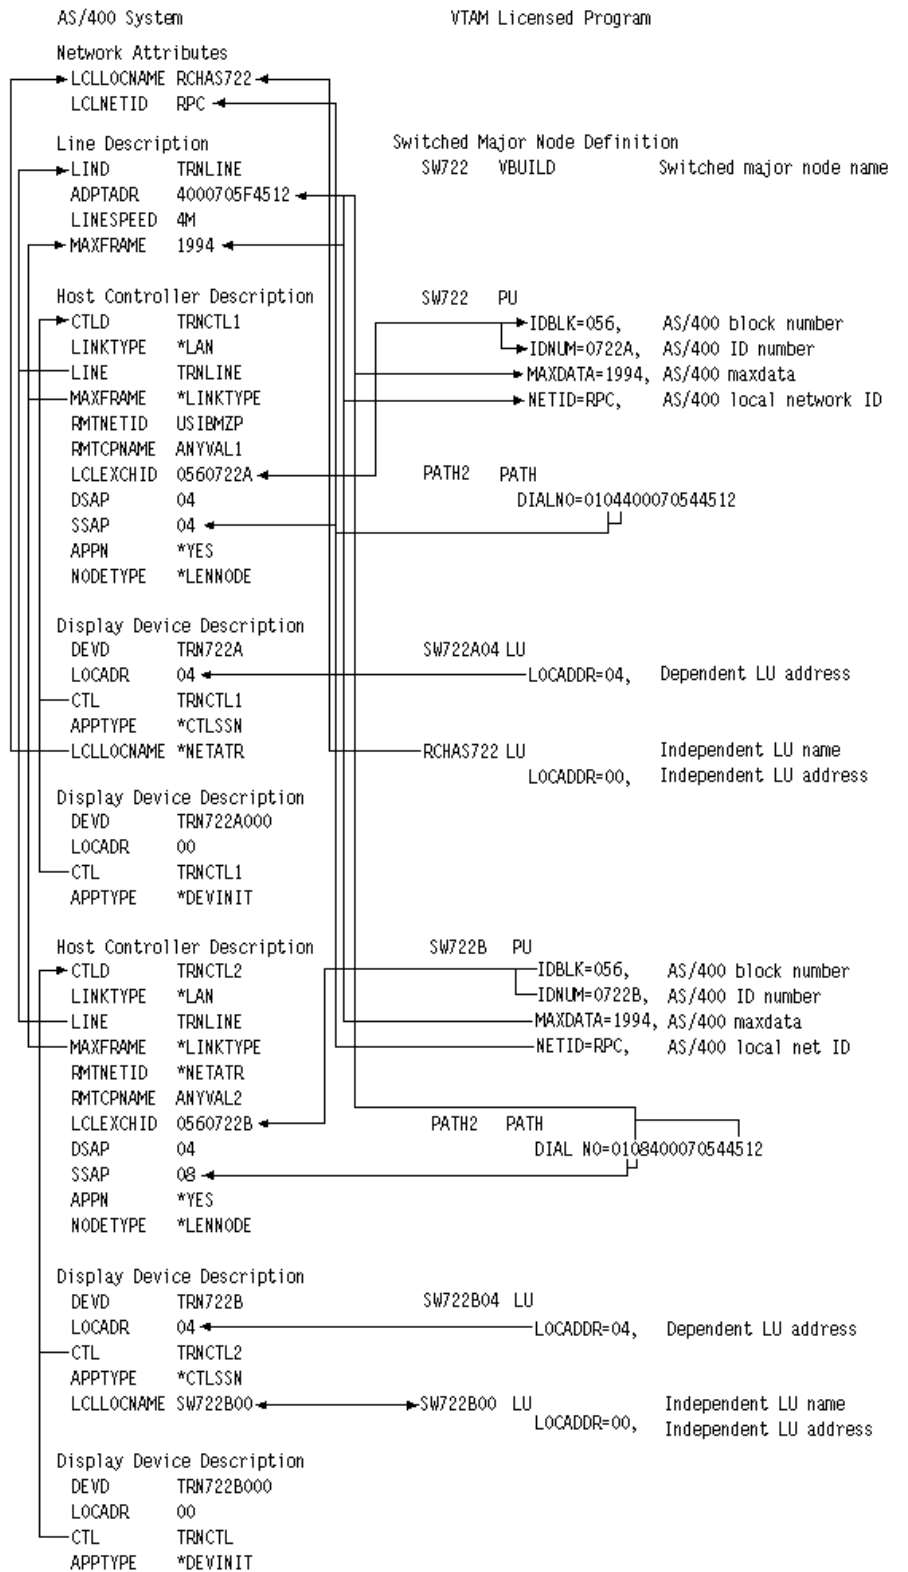 AS/400 System VTAM Licensed Program
Network Attributes
LCLLOCNAME RCHAS722
LCLNETID RPC
Line Description Switched Major Node Definition
LIND TRNLINE SW722 VBUILD Switched major node name
ADPTADR 4000705F4512
LINESPEED 4M
MAXFRAME 1994
Host Controller Description SW722 PU
CTLD TRNCTL1 IDBLK=056, AS/400 block number
LINKTYPE *LAN IDNUM=0722A, AS/400 ID number
LINE TRNLINE MAXDATA=1994, AS/400 maxdata
MAXFRAME *LINKTYPE NETID=RPC, AS/400 local network ID
RMTNETID USIBMZP
RMTCPNAME ANYVAL1
LCLEXCHID 0560722A PATH2 PATH
DSAP 04 DIALNO=0104400070544512
SSAP 04
APPN *YES
NODETYPE *LENNODE
Display Device Description
DEVD TRN722A SW722A04 LU
LOCADR 04 LOCADDR=04, Dependent LU address
CTL TRNCTL1
APPTYPE *CTLSSN
LCLLOCNAME *NETATR RCHAS722 LU Independent LU name
LOCADDR=00, Independent LU address
Display Device Description
DEVD TRN722A000
LOCADR 00
CTL TRNCTL1
APPTYPE *DEVINIT
Host Controller Description SW722B PU
CTLD TRNCTL2 IDBLK=056, AS/400 block number
LINKTYPE *LAN IDNUM=0722B, AS/400 ID number
LINE TRNLINE MAXDATA=1994, AS/400 maxdata
MAXFRAME *LINKTYPE NETID=RPC, AS/400 local net ID
RMTNETID *NETATR
RMTCPNAME ANYVAL2
LCLEXCHID 0560722B PATH2 PATH
DSAP 04 DIAL NO=0108400070544512
SSAP 08
APPN *YES
NODETYPE *LENNODE
Display Device Description
DEVD TRN722B SW722B04 LU
LOCADR 04 LOCADDR=04, Dependent LU address
CTL TRNCTL2
APPTYPE *CTLSSN
LCLLOCNAME SW722B00 SW722B00 LU Independent LU name
LOCADDR=00, Independent LU address
Display Device Description
DEVD TRN722B000
LOCADR 00
CTL TRNCTL
APPTYPE *DEVINIT